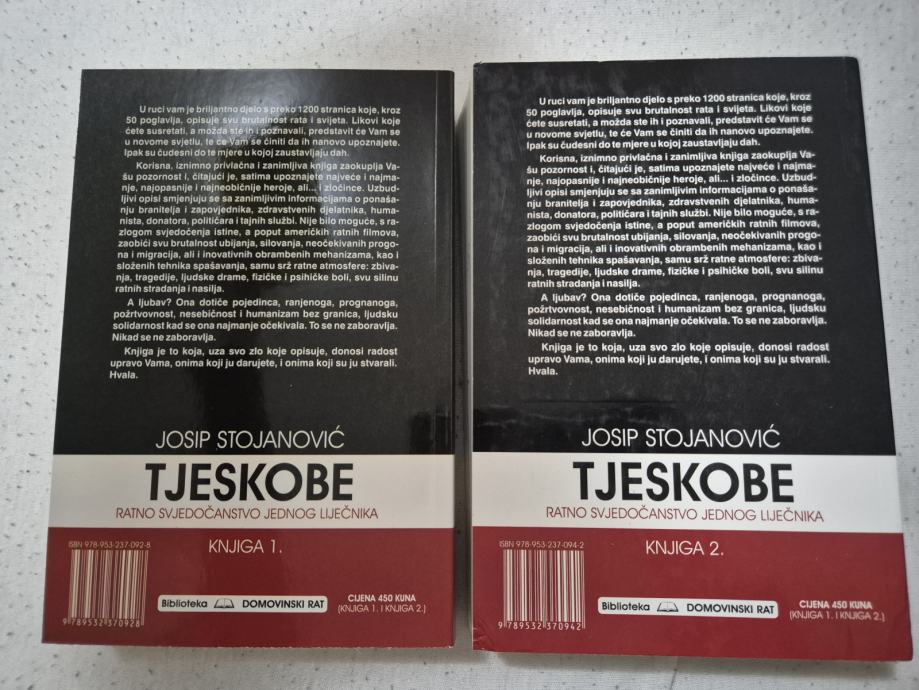 U ruci vam je briljantno djelo s preko 1200 stranica koje, kroz
50 poglavlja, opisuje svu brutalnost rata i svijeta. Likovi koje
ćete susretati, a možda ste ih i poznavali, predstavit će Vam se
u novome svjetlu, te će Vam se činiti da ih nanovo upoznajete.
Ipak su čudesni do te mjere u kojoj zaustavljaju dah.
Korisna, iznimno privlačna i zanimljiva knjiga zaokuplja Va-
šu pozornost i, čitajući je, satima upoznajete najveće i najma-
nje, najopasnije i najneobičnije heroje, ali... i zločince. Uzbud-
ljivi opisi smjenjuju se sa zanimljivim informacijama o ponaša-
nju branitelja i zapovjednika, zdravstvenih djelatnika, huma-
nista, donatora, političara i tajnih službi. Nije bilo moguće, s ra-
zlogom svjedočenja istine, a poput američkih ratnih filmova,
zaobići svu brutalnost ubijanja, silovanja, neočekivanih progo-
na i migracija, ali i inovativnih obrambenih mehanizama, kao i
složenih tehnika spašavanja, samu srž ratne atmosfere: zbiva-
nja, tragedije, ljudske drame, fizičke i psihičke boli, svu silinu
ratnih stradanja i nasilja.
A ljubav? Ona dotiče pojedinca, ranjenoga, prognanoga,
požrtvovnost, nesebičnost i humanizam bez granica, ljudsku
solidarnost kad se ona najmanje očekivala. To se ne zaboravlja.
Nikad se ne zaboravlja.
Knjiga je to koja, uza svo zlo koje opisuje, donosi radost
upravo Vama, onima koji ju darujete, i onima koji su ju stvarali.
Hvala.
JOSIP STOJANOVIĆ
TJESKOBE
RATNO SVJEDOČANSTVO JEDNOG LIJEČNIKA
KNJIGA 1.
ISBN 978-953-237-092-8
9 789532 370928
Biblioteka DOMOVINSKI RAT
CIJENA 450 KUNA
(KNJIGA 1. I KNJIGA 2.)
U ruci vam je briljantno djelo s preko 1200 stranica koje, kroz
50 poglavlja, opisuje svu brutalnost rata i svijeta. Likovi koje
ćete susretati, a možda ste ih i poznavali, predstavit će Vam se
u novome svjetlu, te će Vam se činiti da ih nanovo upoznajete.
Ipak su čudesni do te mjere u kojoj zaustavljaju dah.
Korisna, iznimno privlačna i zanimljiva knjiga zaokuplja Va-
šu pozornost i, čitajući je, satima upoznajete najveće i najma-
nje, najopasnije i najneobičnije heroje, ali... i zločince. Uzbud-
ljivi opisi smjenjuju se sa zanimljivim informacijama o ponaša-
nju branitelja i zapovjednika, zdravstvenih djelatnika, huma-
nista, donatora, političara i tajnih službi. Nije bilo moguće, s ra-
zlogom svjedočenja istine, a poput američkih ratnih filmova,
zaobići svu brutalnost ubijanja, silovanja, neočekivanih progo-
na i migracija, ali i inovativnih obrambenih mehanizama, kao i
složenih tehnika spašavanja, samu srž ratne atmosfere: zbiva-
nja, tragedije, ljudske drame, fizičke i psihičke boli, svu silinu
ratnih stradanja i nasilja.
A ljubav? Ona dotiče pojedinca, ranjenoga, prognanoga,
požrtvovnost, nesebičnost i humanizam bez granica, ljudsku
solidarnost kad se ona najmanje očekivala. To se ne zaboravlja.
Nikad se ne zaboravlja.
Knjiga je to koja, uza svo zlo koje opisuje, donosi radost
upravo Vama, onima koji ju darujete, i onima koji su ju stvarali.
Hvala.
JOSIP STOJANOVIĆ
TJESKOBE
RATNO SVJEDOČANSTVO JEDNOG LIJEČNIKA
KNJIGA 2.
ISBN 978-953-237-094-2
9 789532 370942
Biblioteka DOMOVINSKI RAT
CIJENA 450 KUNA
(KNJIGA 1. I KNJIGA 2.)